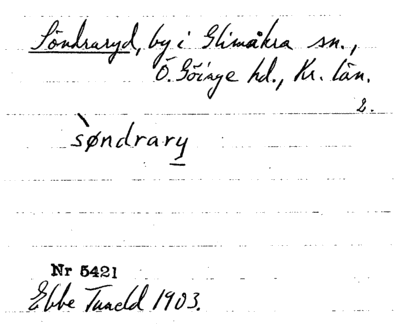 Söndraryd, by i Glimåkra sn.,
Ö. Göinge hd., Kr. län.
2.
søndrary
Nr 5421
Ebbe Tuneld 1903.